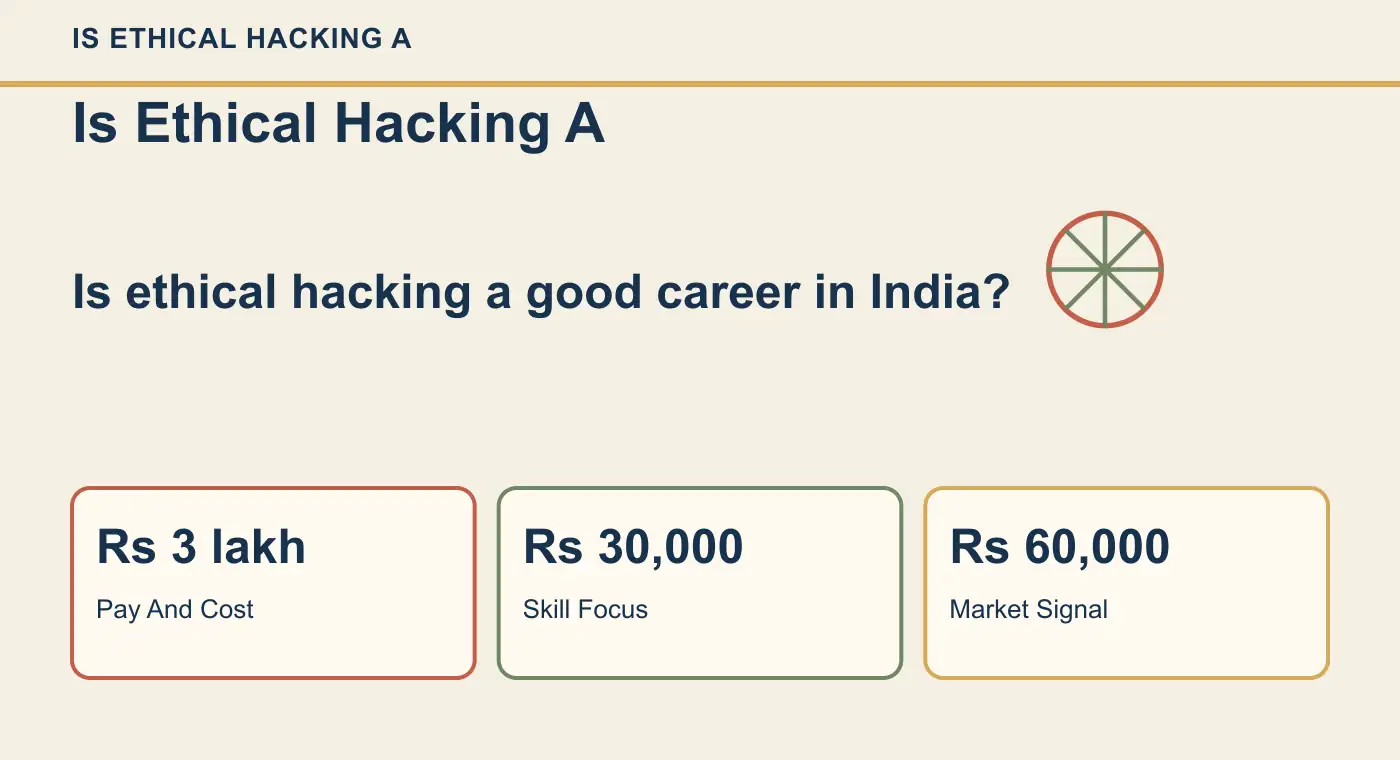 IS ETHICAL HACKING A
Is Ethical Hacking A
Is ethical hacking a good career in India?
Rs 3 lakh
Pay And Cost
Rs 30,000
Skill Focus
Rs 60,000
Market Signal